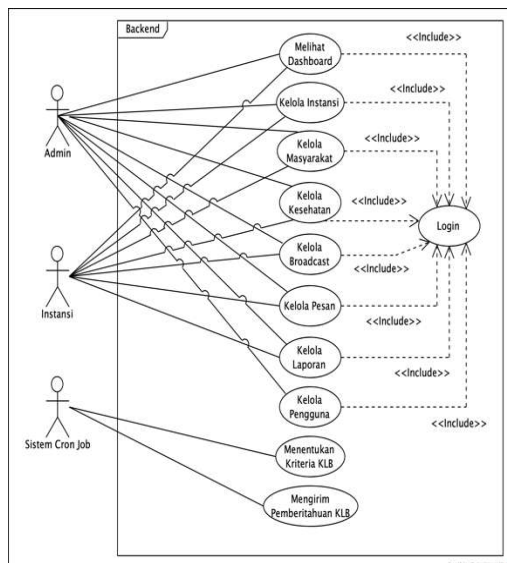 Backend
Melihat
Dashboard
<<Include>>
Kelola Instansi
<<Include>>
Admin
Kelola
Masyarakat
<<Include>>
Kelola
Kesehatan
<<Include>>
Login
Kelola
Broadcast
<<Include>>
Instansi
Kelola Pesan
<<Include>>
Kelola
Laporan
<<Include>>
Kelola
Pengguna
<<Include>>
Sistem Cron Job
Menentukan
Kriteria KLB
Mengirim
Pemberitahuan KLB